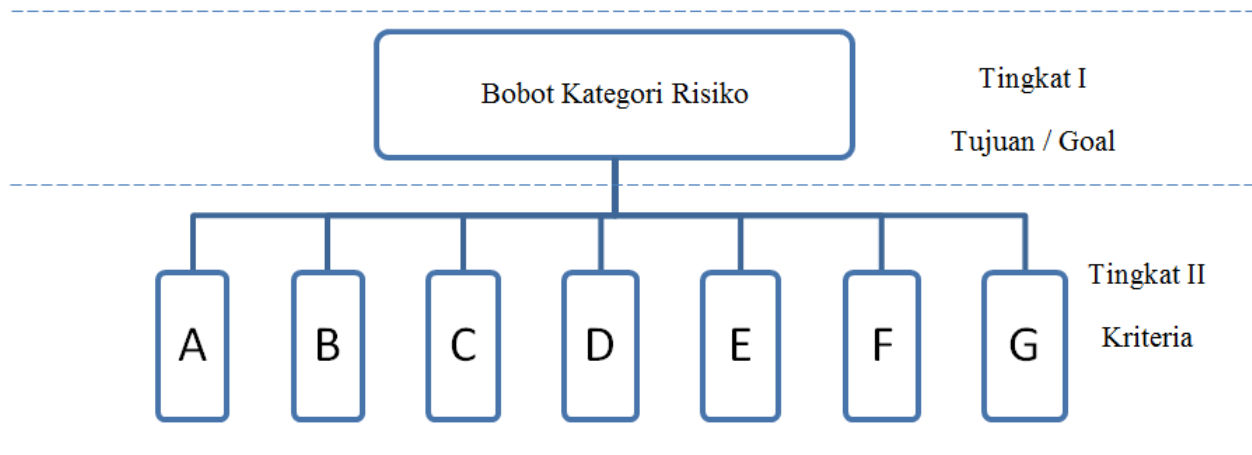 Bobot Kategori Risiko
Tingkat I
Tujuan / Goal
A B C D E F G
Tingkat II
Kriteria